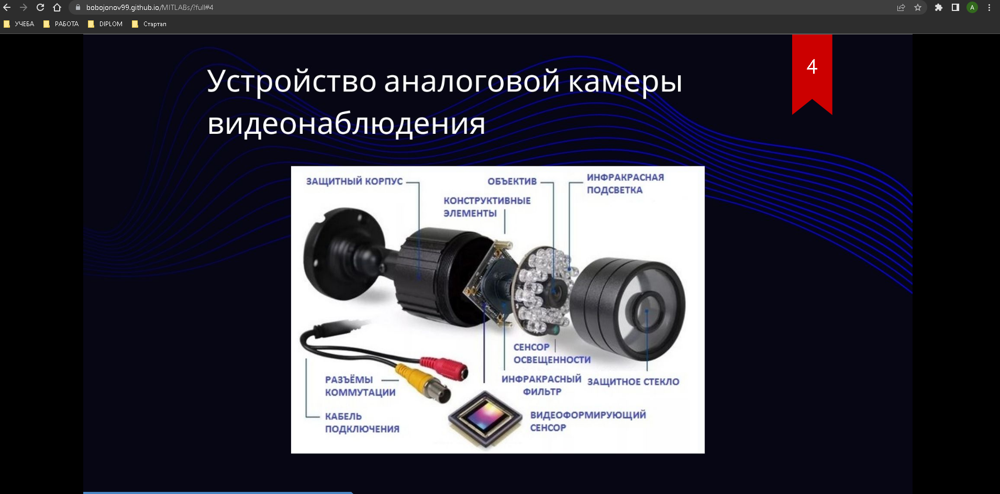 bobojonov99.github.io/MITLABs/?full#4
A
УЧЕБА
РАБОТА
DIPLOM
Стартап
4
Устройство аналоговой камеры
видеонаблюдения
ЗАЩИТНЫЙ КОРПУС
ОБЪЕКТИВ
ИНФРАКРАСНАЯ
ПОДСВЕТКА
КОНСТРУКТИВНЫЕ
ЭЛЕМЕНТЫ
СЕНСОР
ОСВЕЩЕННОСТИ
РАЗЪЁМЫ
КОММУТАЦИИ
ИНФРАКРАСНЫЙ
ФИЛЬТР
ЗАЩИТНОЕ СТЕКЛО
КАБЕЛЬ
ПОДКЛЮЧЕНИЯ
ВИДЕОФОРМИРУЮЩИЙ
СЕНСОР